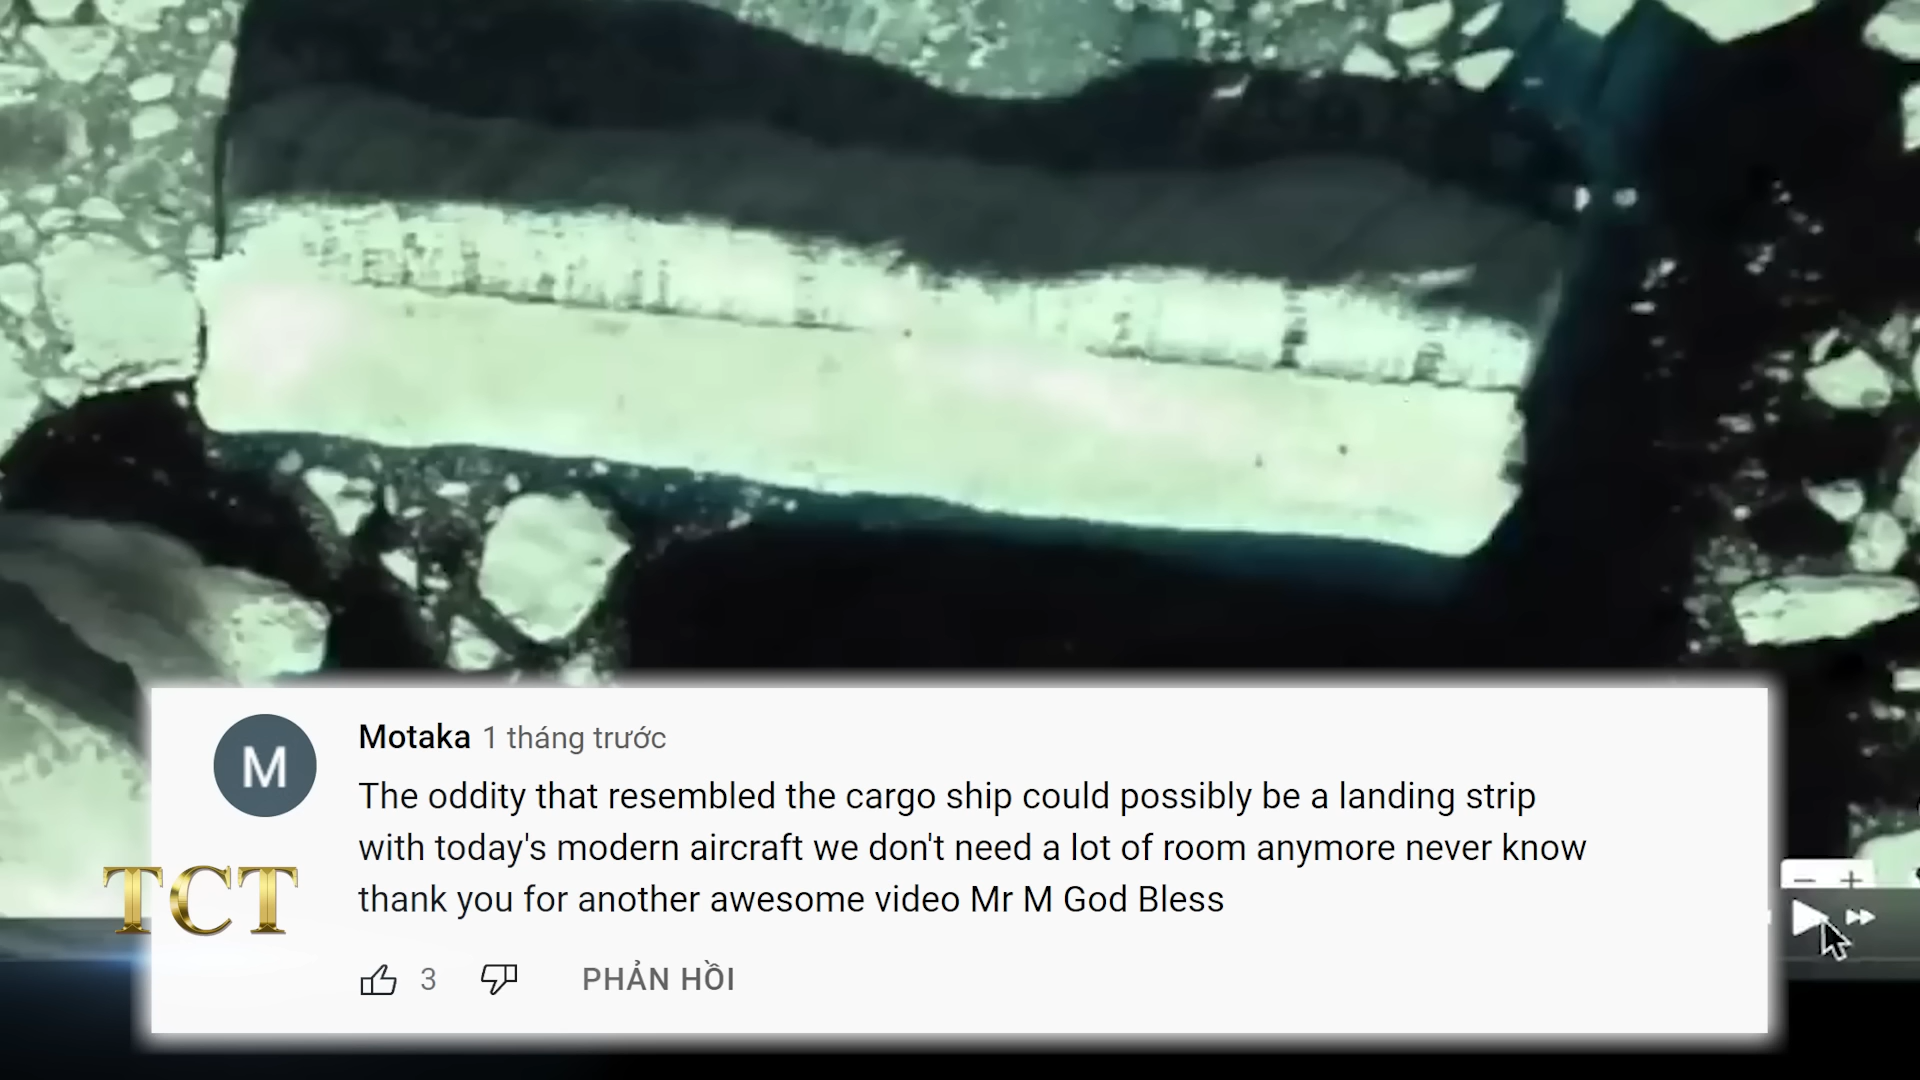 Motaka 1 tháng trước
M
The oddity that resembled the cargo ship could possibly be a landing strip
with today's modern aircraft we don't need a lot of room anymore never know
thank you for another awesome video Mr M God Bless
TCT
3 PHẢN HỒI